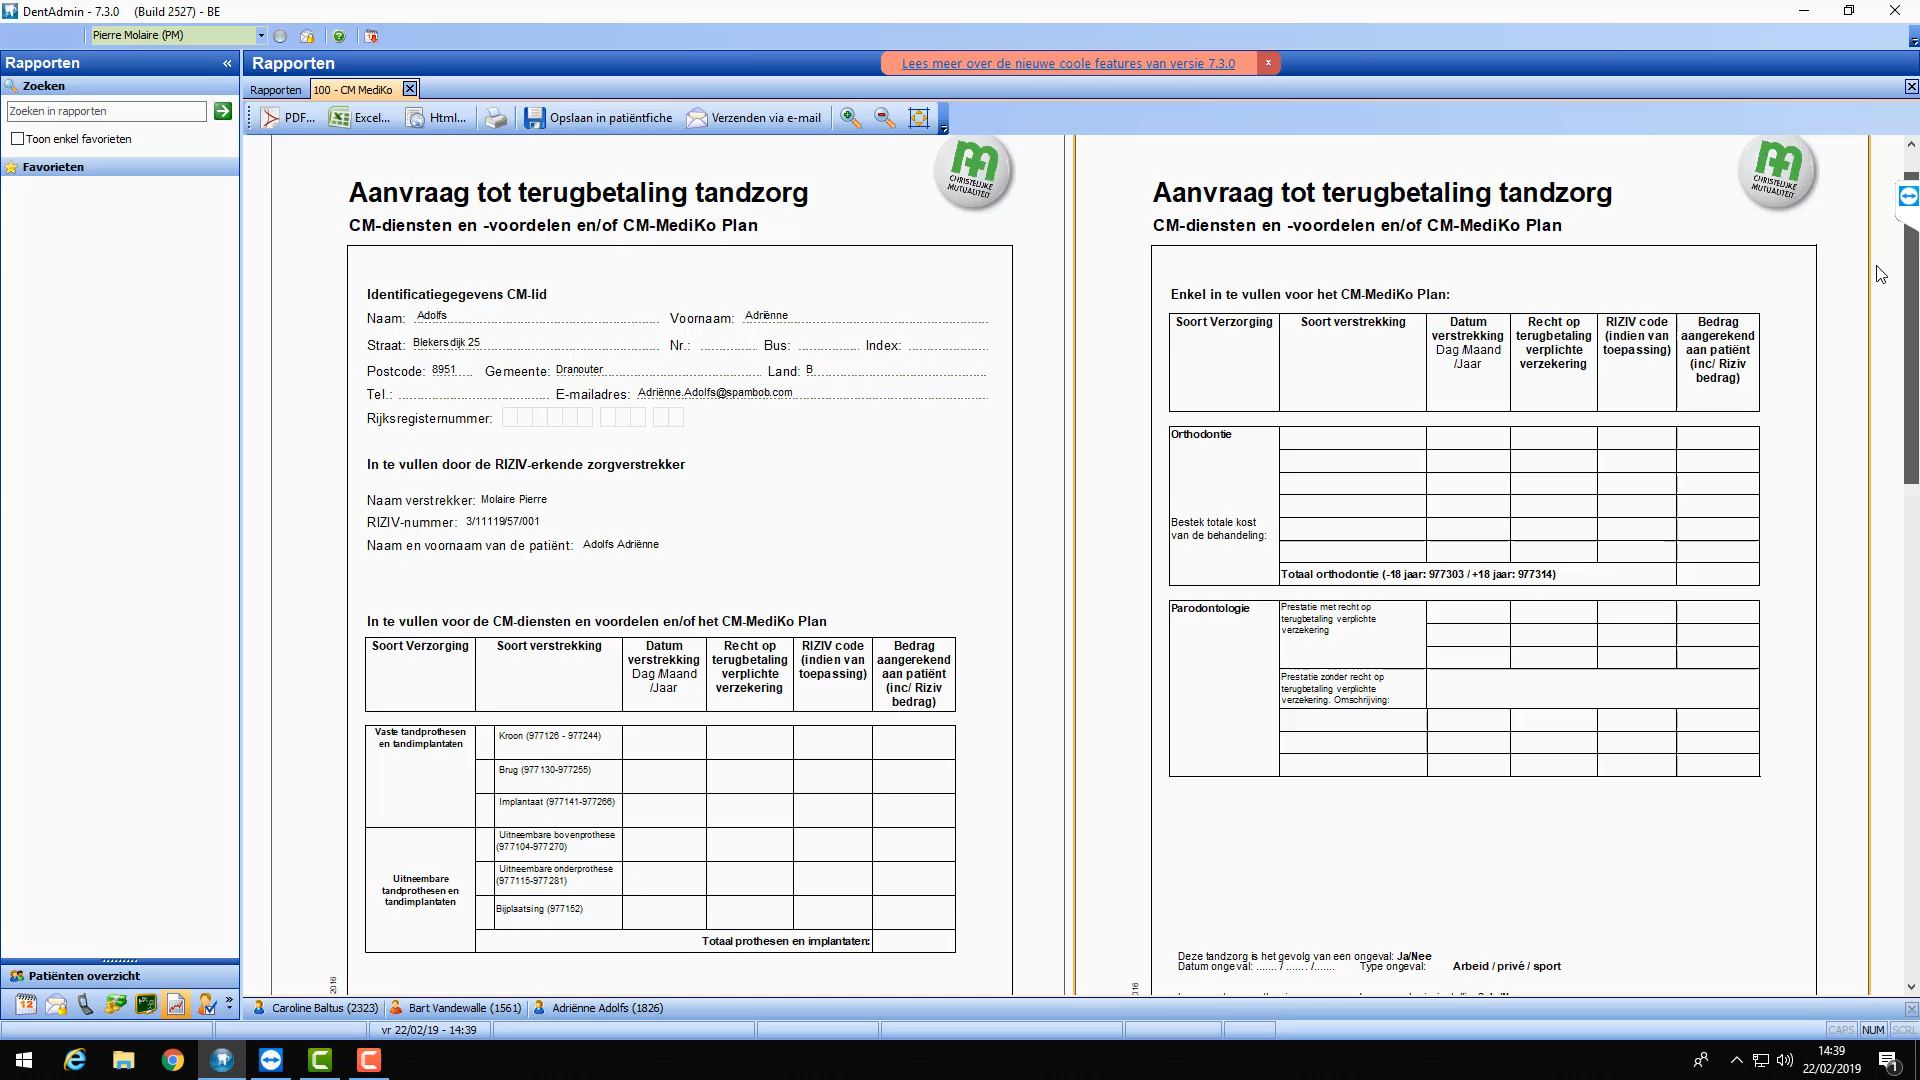 DentAdmin - 7.3.0 (Build 2527) - BE
Pierre Molaire (PM)
Rapporten
Rapporten
Lees meer over de nieuwe coole features van versie 7.3.0
x
Zoeken
Rapporten
100 - CM MediKo
Zoeken in rapporten
PDF... Excel... Html... Opslaan in patiëntfiche Verzenden via e-mail
Toon enkel favorieten
Favorieten
CHRISTELIJKE
MUTUALITEIT
Aanvraag tot terugbetaling tandzorg
CM-diensten en -voordelen en/of CM-MediKo Plan
Identificatiegegevens CM-lid
Naam: Adolfs Voornaam: Adriënne
Straat: Blekersdijk 25 Nr.: Bus: Index:
Postcode: 8951 Gemeente: Dranouter Land: B
Tel.: E-mailadres: Adriënne.Adolfs@spambob.com
Rijksregisternummer:
In te vullen door de RIZIV-erkende zorgverstrekker
Naam verstrekker: Molaire Pierre
RIZIV-nummer: 3/11119/57/001
Naam en voornaam van de patiënt: Adolfs Adriënne
In te vullen voor de CM-diensten en voordelen en/of het CM-MediKo Plan
Soort Verzorging Soort verstrekking Datum Recht op RIZIV code Bedrag
verstrekking terugbetaling (indien van aangerekend
Dag /Maand verplichte toepassing) aan patiënt
/Jaar verzekering (inc/ Riziv
bedrag)
Vaste tandprothesen
en tandimplantaten
Kroon (977126 - 977244)
Brug (977130-977255)
Implantaat (977141-977266)
Uitneembare
tandprothesen en
tandimplantaten
Uitneembare bovenprothese
(977104-977270)
Uitneembare onderprothese
(977115-977281)
Bijplaatsing (977152)
Totaal prothesen en implantaten:
2016
CHRISTELIJKE
MUTUALITEIT
Aanvraag tot terugbetaling tandzorg
CM-diensten en -voordelen en/of CM-MediKo Plan
Enkel in te vullen voor het CM-MediKo Plan:
Soort Verzorging Soort verstrekking Datum Recht op RIZIV code Bedrag
verstrekking terugbetaling (indien van aangerekend
Dag /Maand verplichte toepassing) aan patiënt
/Jaar verzekering (inc/ Riziv
bedrag)
Orthodontie
Bestek totale kost
van de behandeling:
Totaal orthodontie (-18 jaar: 977303 / +18 jaar: 977314)
Parodontologie
Prestatie met recht op
terugbetaling verplichte
verzekering
Prestatie zonder recht op
terugbetaling verplichte
verzekering. Omschrijving:
Deze tandzorg is het gevolg van een ongeval: Ja/Nee
Datum ongeval: ....... / ....... /....... Type ongeval: Arbeid / privé / sport
2016
Patiënten overzicht
Caroline Baltus (2323) Bart Vandewalle (1561) Adriënne Adolfs (1826)
vr 22/02/19 - 14:39
CAPS NUM SCRL
14:39
22/02/2019
1